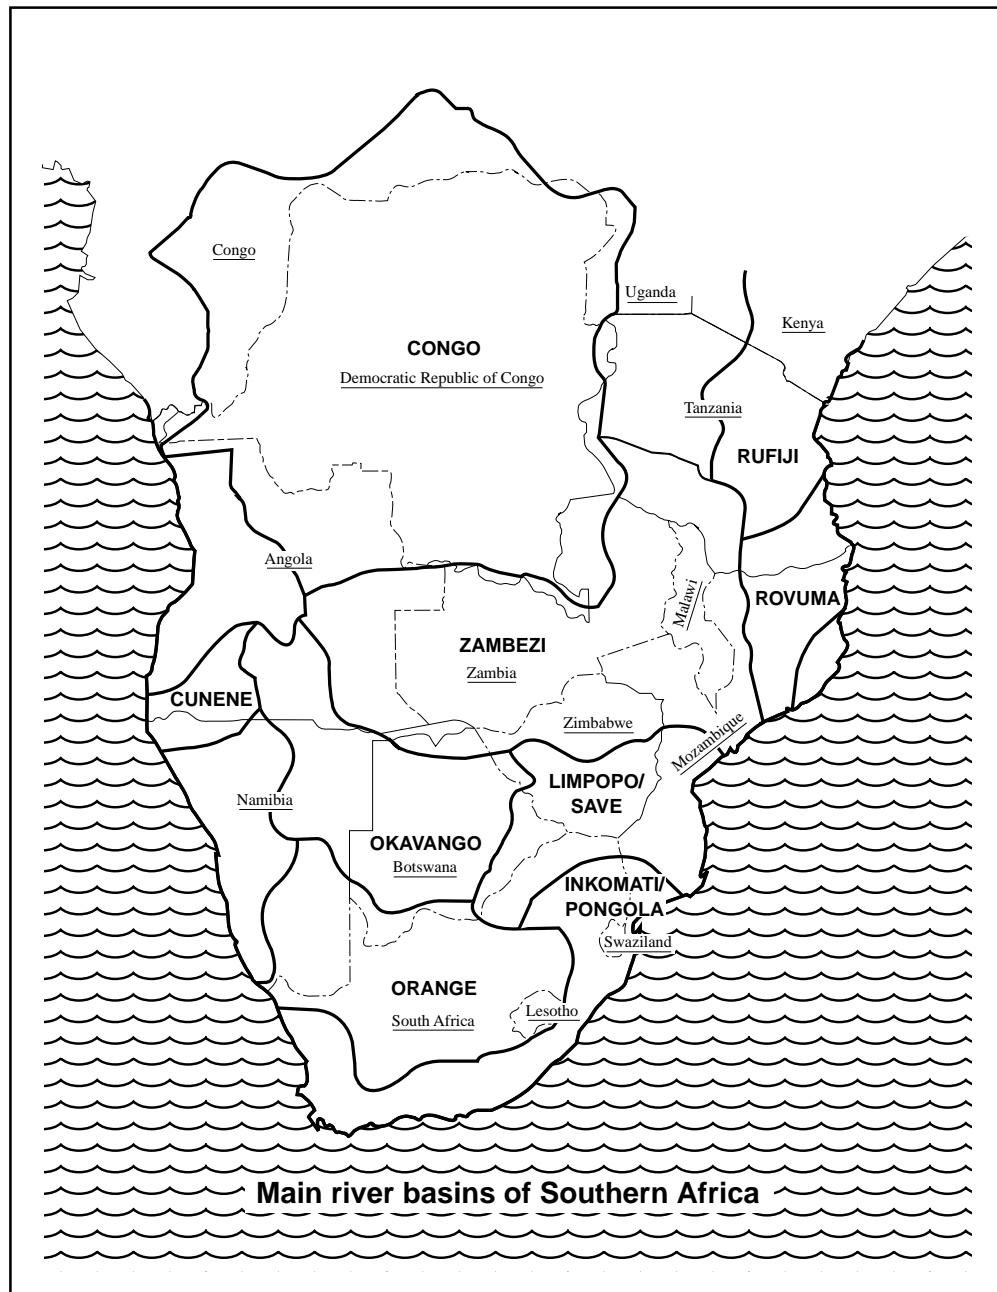 Congo
Uganda
Kenya
CONGO
Democratic Republic of Congo
Tanzania
RUFIJI
Angola
Malawi
ROVUMA
ZAMBEZI
Zambia
CUNENE
Zimbabwe
Mozambique
LIMPOPO/
SAVE
Namibia
OKAVANGO
Botswana
INKOMATI/
PONGOLA
Swaziland
ORANGE
Lesotho
South Africa
Main river basins of Southern Africa